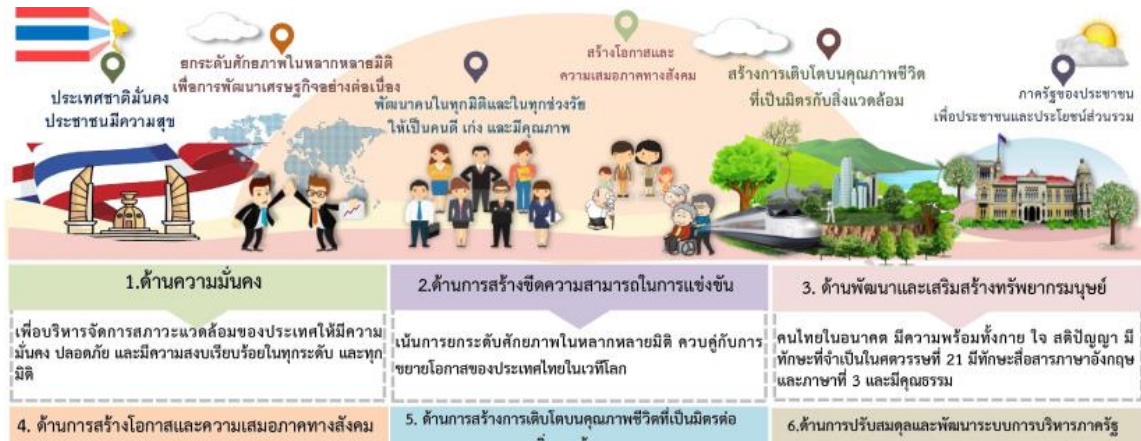 ประเทศชาติมั่นคง
ประชาชนมีความสุข
ยกระดับศักยภาพในหลากหลายมิติ
เพื่อการพัฒนาเศรษฐกิจอย่างต่อเนื่อง
พัฒนาคนในทุกมิติและในทุกช่วงวัย
ให้เป็นคนดี เก่ง และมีคุณภาพ
สร้างโอกาสและ
ความเสมอภาคทางสังคม
สร้างการเติบโตบนคุณภาพชีวิต
ที่เป็นมิตรกับสิ่งแวดล้อม
ภาครัฐของประชาชน
เพื่อประชาชนและประโยชน์ส่วนรวม
1.ด้านความมั่นคง
เพื่อบริหารจัดการสภาวะแวดล้อมของประเทศให้มีความ
มั่นคง ปลอดภัย และมีความสงบเรียบร้อยในทุกระดับ และทุก
มิติ
2.ด้านการสร้างขีดความสามารถในการแข่งขัน
เน้นการยกระดับศักยภาพในหลากหลายมิติ ควบคู่กับการ
ขยายโอกาสของประเทศไทยในเวทีโลก
3. ด้านพัฒนาและเสริมสร้างทรัพยากรมนุษย์
คนไทยในอนาคต มีความพร้อมทั้งกาย ใจ สติปัญญา มี
ทักษะที่จำเป็นในศตวรรษที่ 21 มีทักษะสื่อสารภาษาอังกฤษ
และภาษาที่ 3 และมีคุณธรรม
4. ด้านการสร้างโอกาสและความเสมอภาคทางสังคม
5. ด้านการสร้างการเติบโตบนคุณภาพชีวิตที่เป็นมิตรต่อ
6.ด้านการปรับสมดุลและพัฒนาระบบการบริหารภาครัฐ